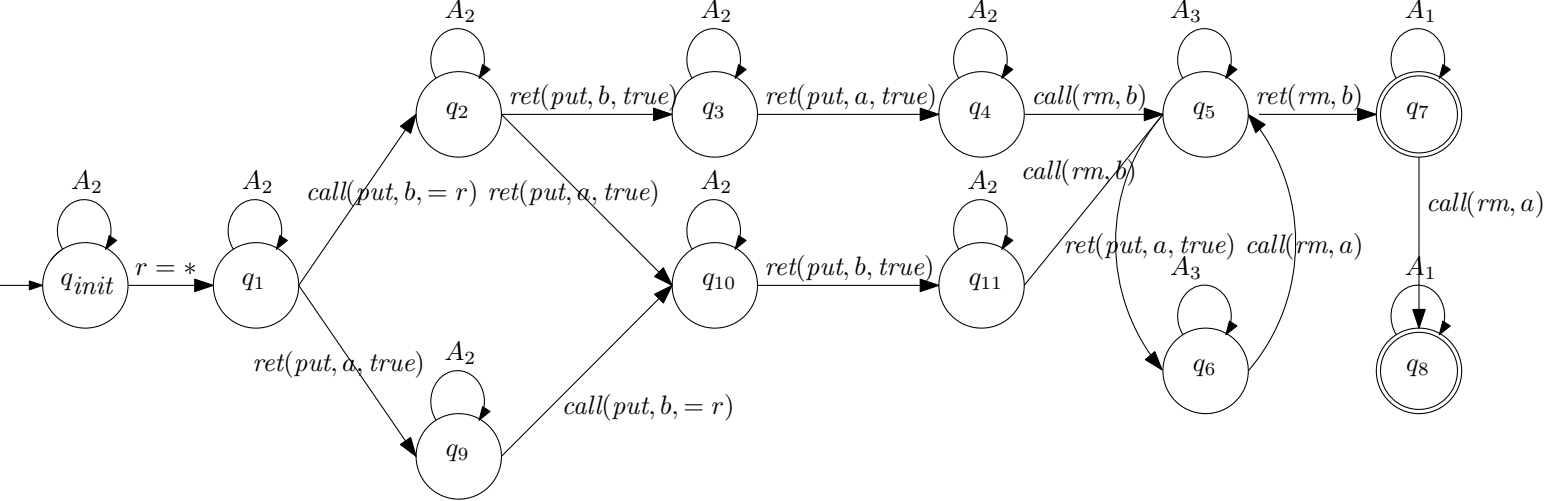 A₂ A₂ A₂ A₃ A₁
q₂ ret(put, b, true) q₃ ret(put, a, true) q₄ call(rm, b) q₅ ret(rm, b) q₇
A₂ A₂ call(put, b, = r) ret(put, a, true) A₂ A₂ call(rm, b) call(rm, a)
q_init r = ∗ q₁ q₁₀ ret(put, b, true) q₁₁ ret(put, a, true) call(rm, a)
A₃ A₁
ret(put, a, true) A₂ q₆ q₈
call(put, b, = r)
q₉